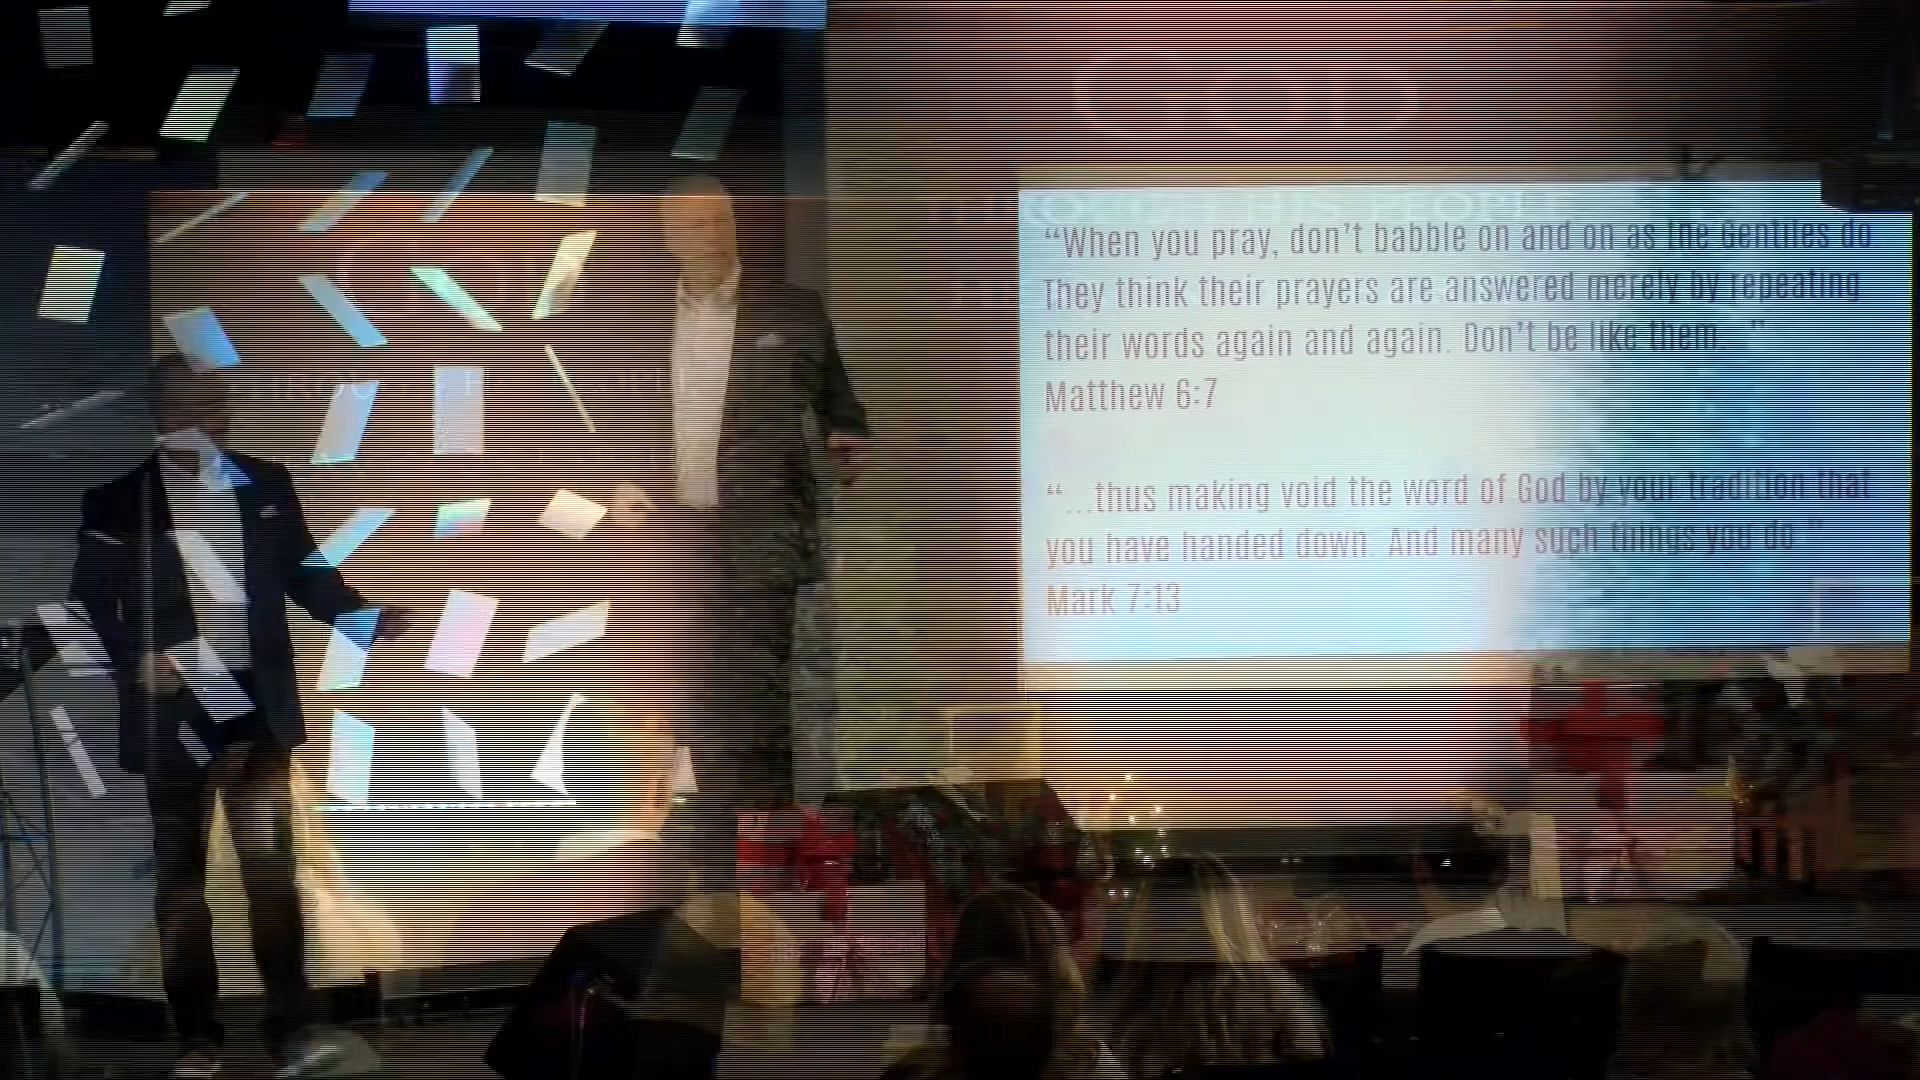 THROUGH HIS PEOPLE
“When you pray, don’t babble on and on as the Gentiles do
They think their prayers are answered merely by repeating
their words again and again. Don’t be like them...”
Matthew 6:7
“...thus making void the word of God by your tradition that
you have handed down. And many such things you do”
Mark 7:13